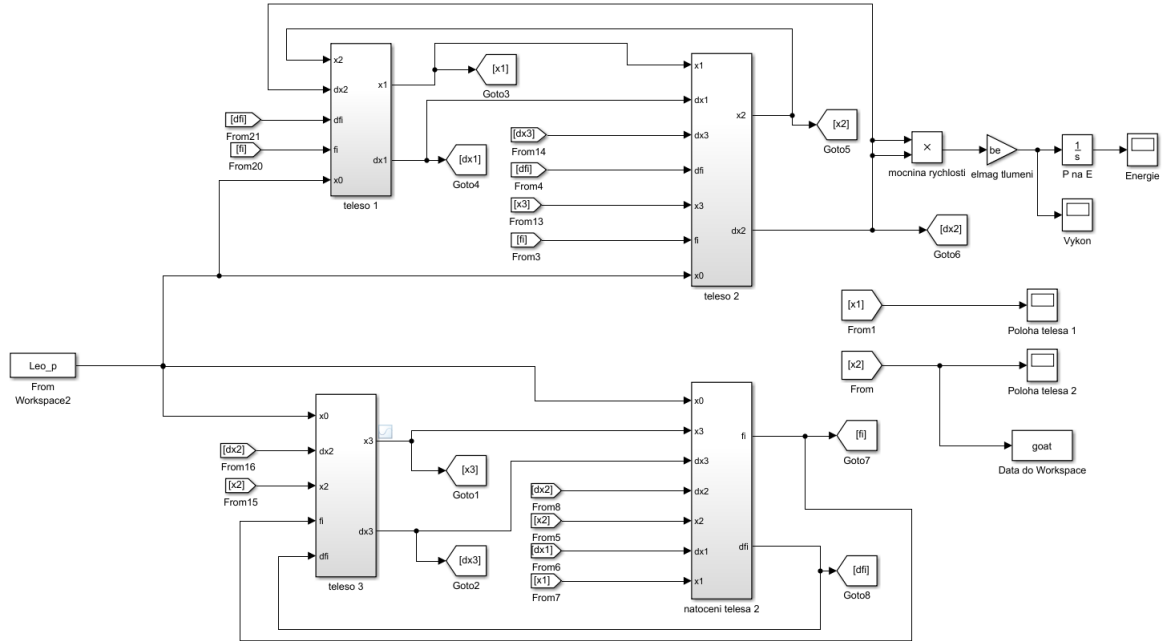 x2
dx2
dfi
fi
x0
x1
dx1
teleso 1
[dfi]
From21
[fi]
From20
[x1]
Goto3
[dx1]
Goto4
x1
dx1
dx3
dfi
x3
fi
x0
x2
dx2
teleso 2
[dx3]
From14
[dfi]
From4
[x3]
From13
[fi]
From3
[x2]
Goto5
[dx2]
Goto6
×
mocnina rychlosti
be
elmag tlumeni
1
s
P na E
Energie
Vykon
[x1]
From1
Poloha telesa 1
[x2]
From
Poloha telesa 2
goat
Data do Workspace
Leo_p
From
Workspace2
x0
dx2
x2
fi
dfi
x3
dx3
teleso 3
[dx2]
From16
[x2]
From15
[x3]
Goto1
[dx3]
Goto2
x0
x3
dx3
dx2
x2
dx1
x1
fi
dfi
natoceni telesa 2
[dx2]
From8
[x2]
From5
[dx1]
From6
[x1]
From7
[fi]
Goto7
[dfi]
Goto8